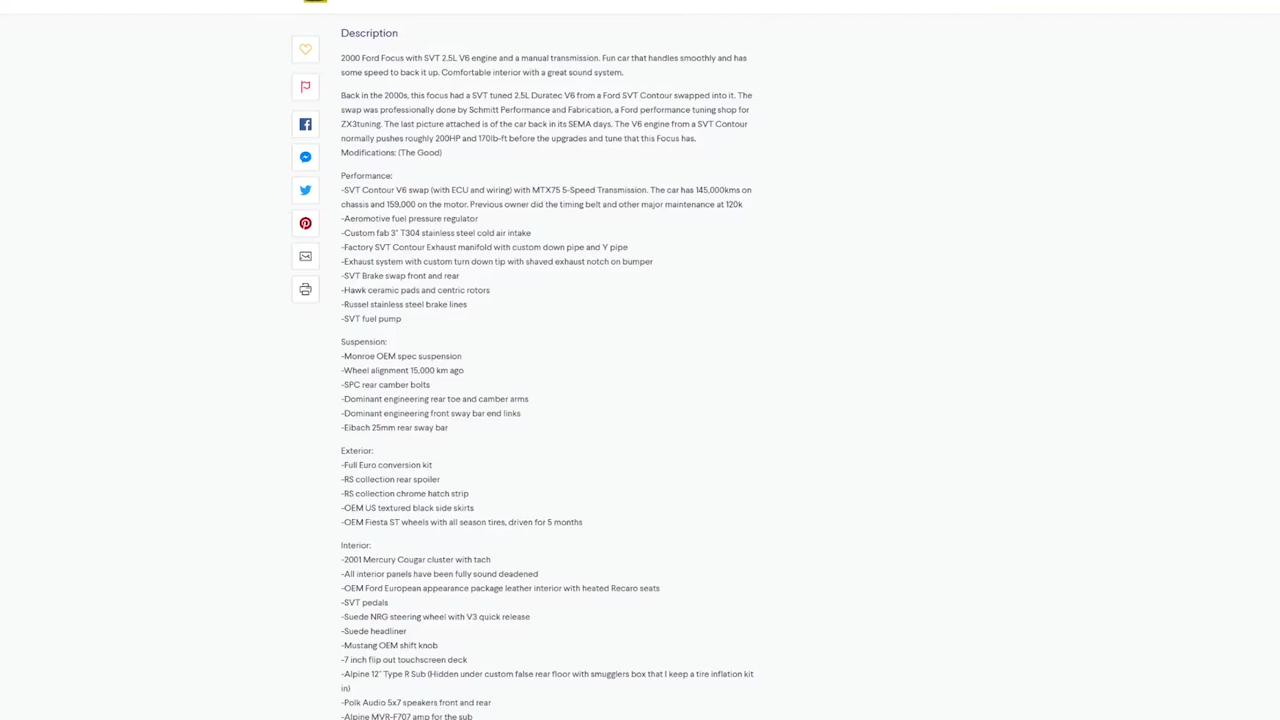 Description
2000 Ford Focus with SVT 2.5L V6 engine and a manual transmission. Fun car that handles smoothly and has
some speed to back it up. Comfortable interior with a great sound system.
Back in the 2000s, this focus had a SVT tuned 2.5L Duratec V6 from a Ford SVT Contour swapped into it. The
swap was professionally done by Schmitt Performance and Fabrication, a Ford performance tuning shop for
ZX3tuning. The last picture attached is of the car back in its SEMA days. The V6 engine from a SVT Contour
normally pushes roughly 200HP and 170lb-ft before the upgrades and tune that this Focus has.
Modifications: (The Good)
Performance:
-SVT Contour V6 swap (with ECU and wiring) with MTX75 5-Speed Transmission. The car has 145,000kms on
chassis and 159,000 on the motor. Previous owner did the timing belt and other major maintenance at 120k
-Aeromotive fuel pressure regulator
-Custom fab 3" T304 stainless steel cold air intake
-Factory SVT Contour Exhaust manifold with custom down pipe and Y pipe
-Exhaust system with custom turn down tip with shaved exhaust notch on bumper
-SVT Brake swap front and rear
-Hawk ceramic pads and centric rotors
-Russel stainless steel brake lines
-SVT fuel pump
Suspension:
-Monroe OEM spec suspension
-Wheel alignment 15,000 km ago
-SPC rear camber bolts
-Dominant engineering rear toe and camber arms
-Dominant engineering front sway bar end links
-Eibach 25mm rear sway bar
Exterior:
-Full Euro conversion kit
-RS collection rear spoiler
-RS collection chrome hatch strip
-OEM US textured black side skirts
-OEM Fiesta ST wheels with all season tires, driven for 5 months
Interior:
-2001 Mercury Cougar cluster with tach
-All interior panels have been fully sound deadened
-OEM Ford European appearance package leather interior with heated Recaro seats
-SVT pedals
-Suede NRG steering wheel with V3 quick release
-Suede headliner
-Mustang OEM shift knob
-7 inch flip out touchscreen deck
-Alpine 12" Type R Sub (Hidden under custom false rear floor with smugglers box that I keep a tire inflation kit
in)
-Polk Audio 5x7 speakers front and rear
-Alpine MVR-F707 amp for the sub